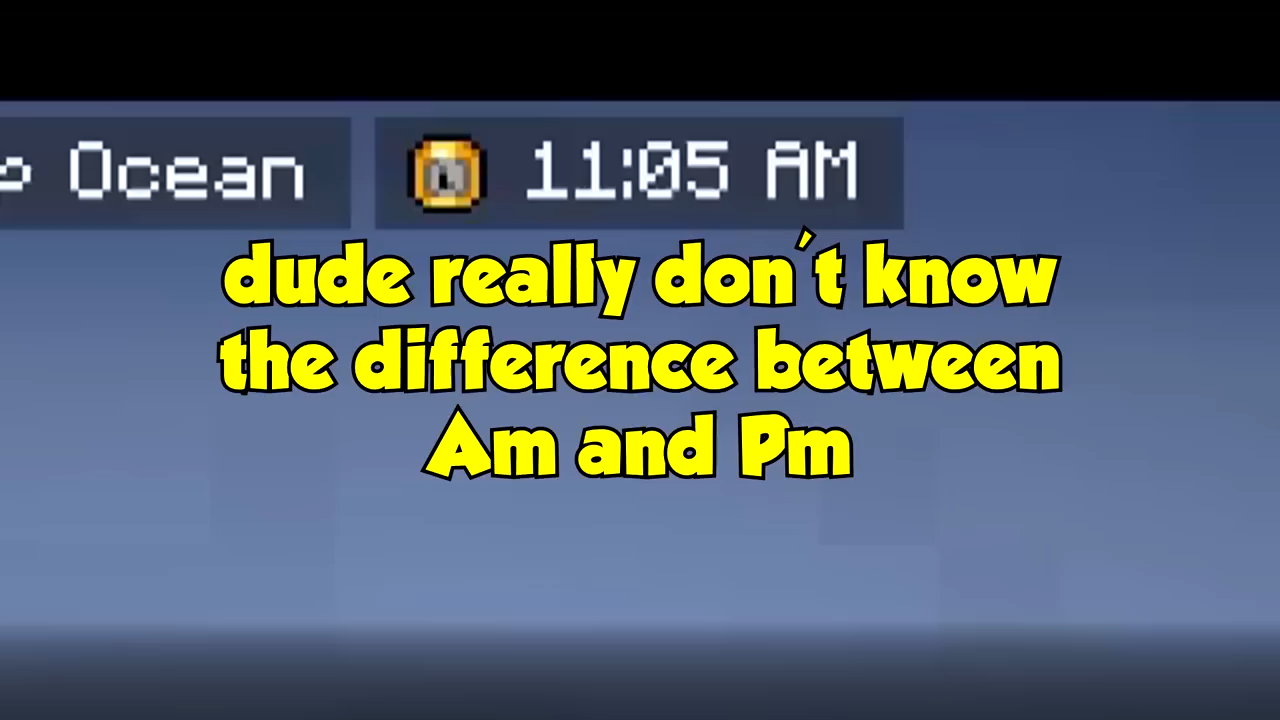 Ocean 11:05 AM
dude really don't know
the difference between
Am and Pm